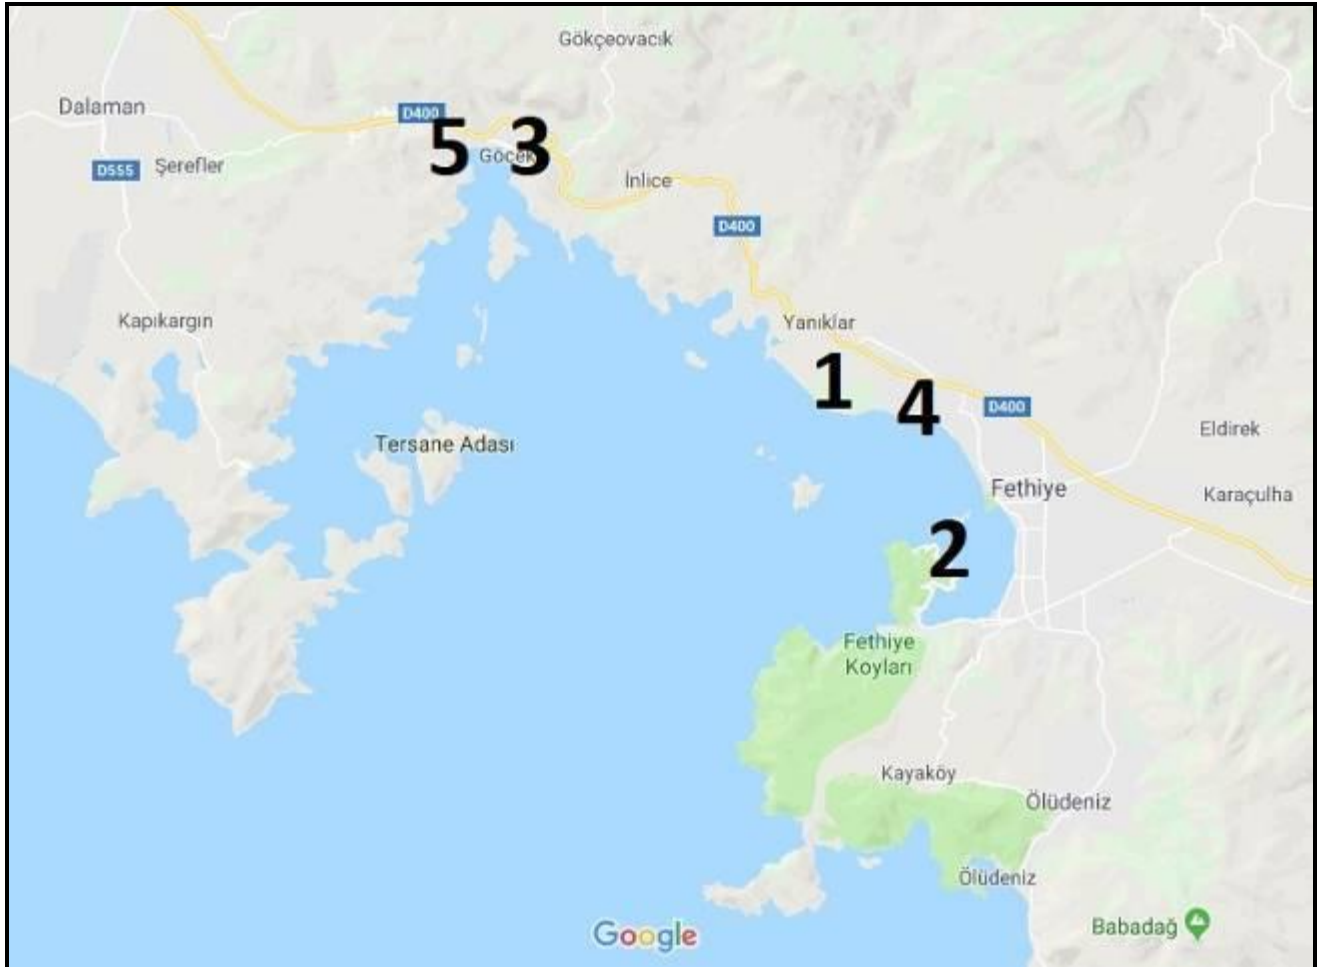 Gökçeovacık
Dalaman
D400
5
3
Göcek
D555
Şerefler
İnlice
D400
Kapıkargın
Yanıklar
1
4
D400
Tersane Adası
Eldirek
Fethiye
Karaçulha
2
Fethiye
Koyları
Kayaköy
Ölüdeniz
Ölüdeniz
Babadağ
Google